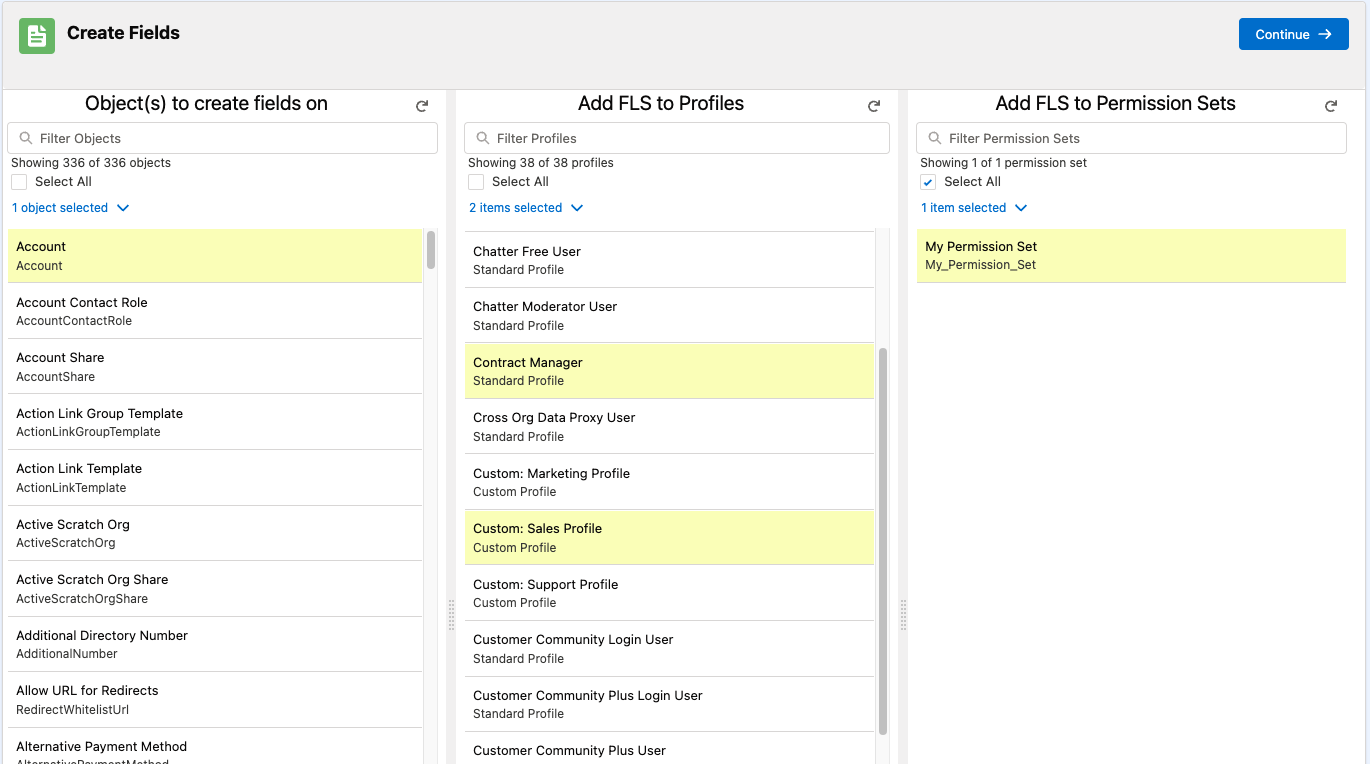 Create Fields
Continue
Object(s) to create fields on
Filter Objects
Showing 336 of 336 objects
Select All
1 object selected
Account
Account
Account Contact Role
AccountContactRole
Account Share
AccountShare
Action Link Group Template
ActionLinkGroupTemplate
Action Link Template
ActionLinkTemplate
Active Scratch Org
ActiveScratchOrg
Active Scratch Org Share
ActiveScratchOrgShare
Additional Directory Number
AdditionalNumber
Allow URL for Redirects
RedirectWhitelistUrl
Alternative Payment Method
AlternativePaymentMethod
Add FLS to Profiles
Filter Profiles
Showing 38 of 38 profiles
Select All
2 items selected
Chatter Free User
Standard Profile
Chatter Moderator User
Standard Profile
Contract Manager
Standard Profile
Cross Org Data Proxy User
Standard Profile
Custom: Marketing Profile
Custom Profile
Custom: Sales Profile
Custom Profile
Custom: Support Profile
Custom Profile
Customer Community Login User
Standard Profile
Customer Community Plus Login User
Standard Profile
Customer Community Plus User
Add FLS to Permission Sets
Filter Permission Sets
Showing 1 of 1 permission set
Select All
1 item selected
My Permission Set
My_Permission_Set